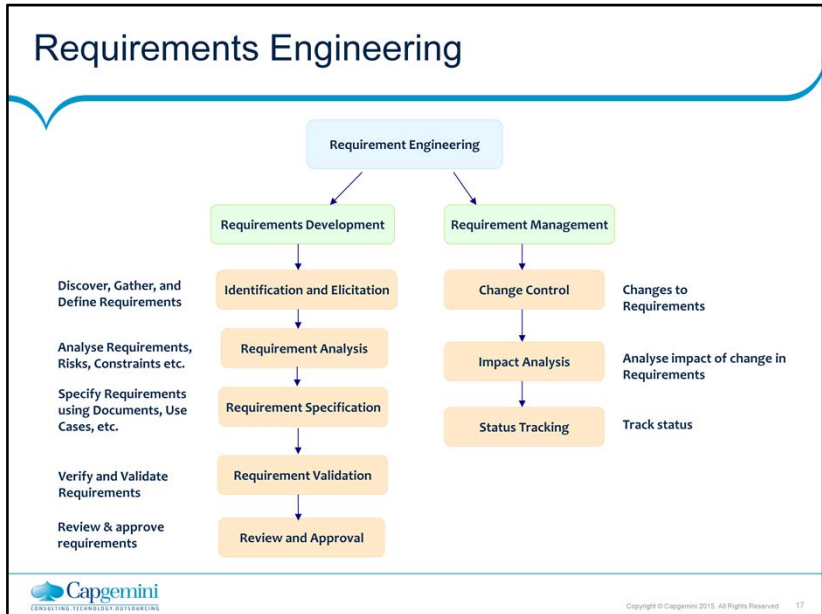 Requirements Engineering
Requirement Engineering
Requirements Development
Requirement Management
Discover, Gather, and
Define Requirements
Identification and Elicitation
Change Control
Changes to
Requirements
Analyse Requirements,
Risks, Constraints etc.
Requirement Analysis
Impact Analysis
Analyse impact of change in
Requirements
Specify Requirements
using Documents, Use
Cases, etc.
Requirement Specification
Status Tracking
Track status
Verify and Validate
Requirements
Requirement Validation
Review & approve
requirements
Review and Approval
Capgemini
CONSULTING.TECHNOLOGY.OUTSOURCING
Copyright © Capgemini 2015. All Rights Reserved 17